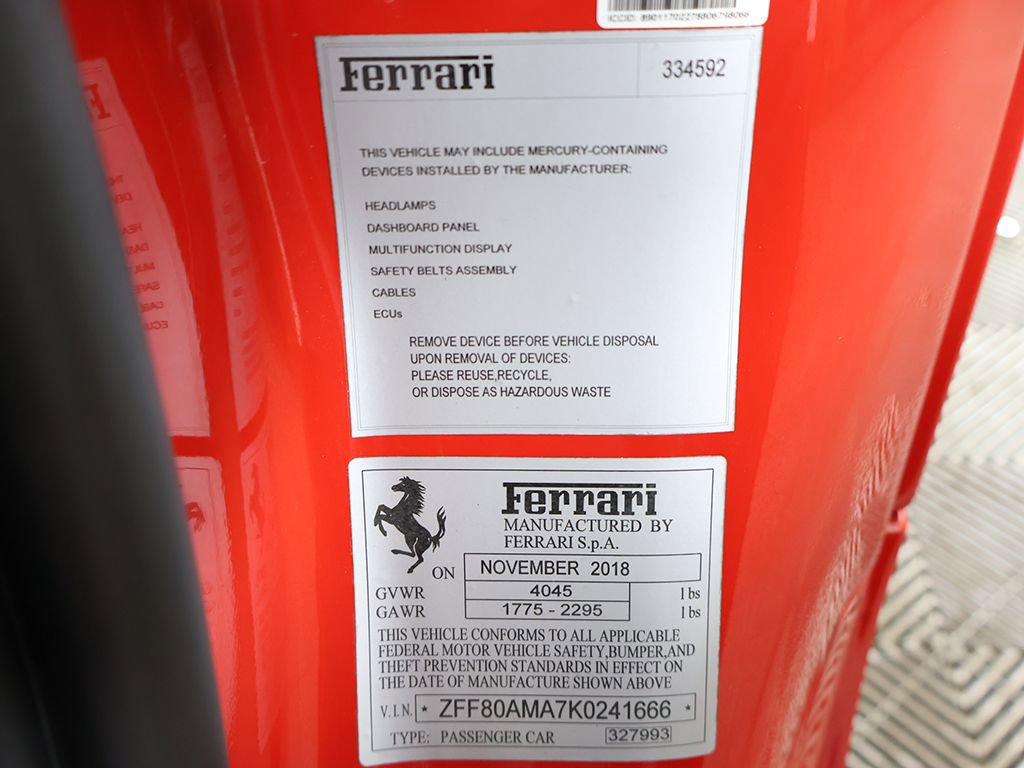 Ferrari 334592
THIS VEHICLE MAY INCLUDE MERCURY-CONTAINING
DEVICES INSTALLED BY THE MANUFACTURER:
HEADLAMPS
DASHBOARD PANEL
MULTIFUNCTION DISPLAY
SAFETY BELTS ASSEMBLY
CABLES
ECUs
REMOVE DEVICE BEFORE VEHICLE DISPOSAL
UPON REMOVAL OF DEVICES:
PLEASE REUSE,RECYCLE,
OR DISPOSE AS HAZARDOUS WASTE
Ferrari
MANUFACTURED BY
FERRARI S.p.A.
ON NOVEMBER 2018
GVWR 4045 lbs
GAWR 1775 - 2295 lbs
THIS VEHICLE CONFORMS TO ALL APPLICABLE
FEDERAL MOTOR VEHICLE SAFETY,BUMPER,AND
THEFT PREVENTION STANDARDS IN EFFECT ON
THE DATE OF MANUFACTURE SHOWN ABOVE
V.I.N. * ZFF80AMA7K0241666 *
TYPE: PASSENGER CAR 327993